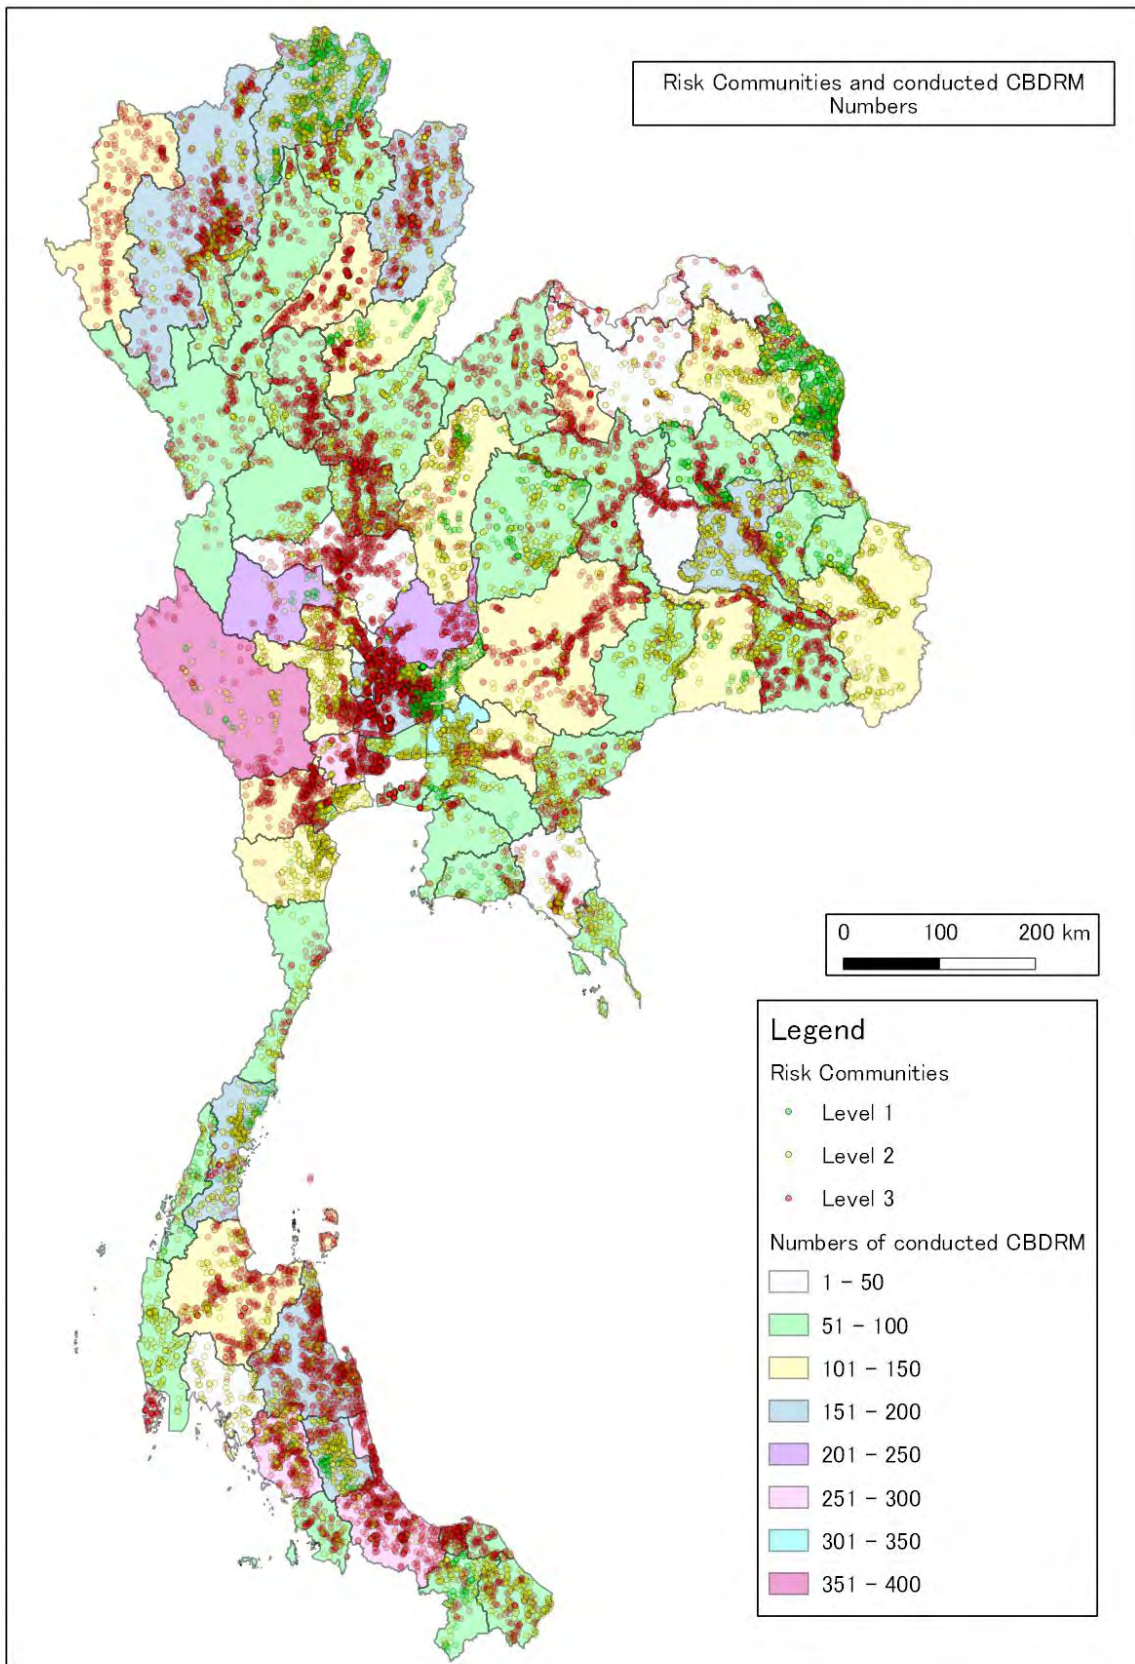 Risk Communities and conducted CBDRM
Numbers
0 100 200 km
Legend
Risk Communities
Level 1
Level 2
Level 3
Numbers of conducted CBDRM
1 – 50
51 – 100
101 – 150
151 – 200
201 – 250
251 – 300
301 – 350
351 – 400